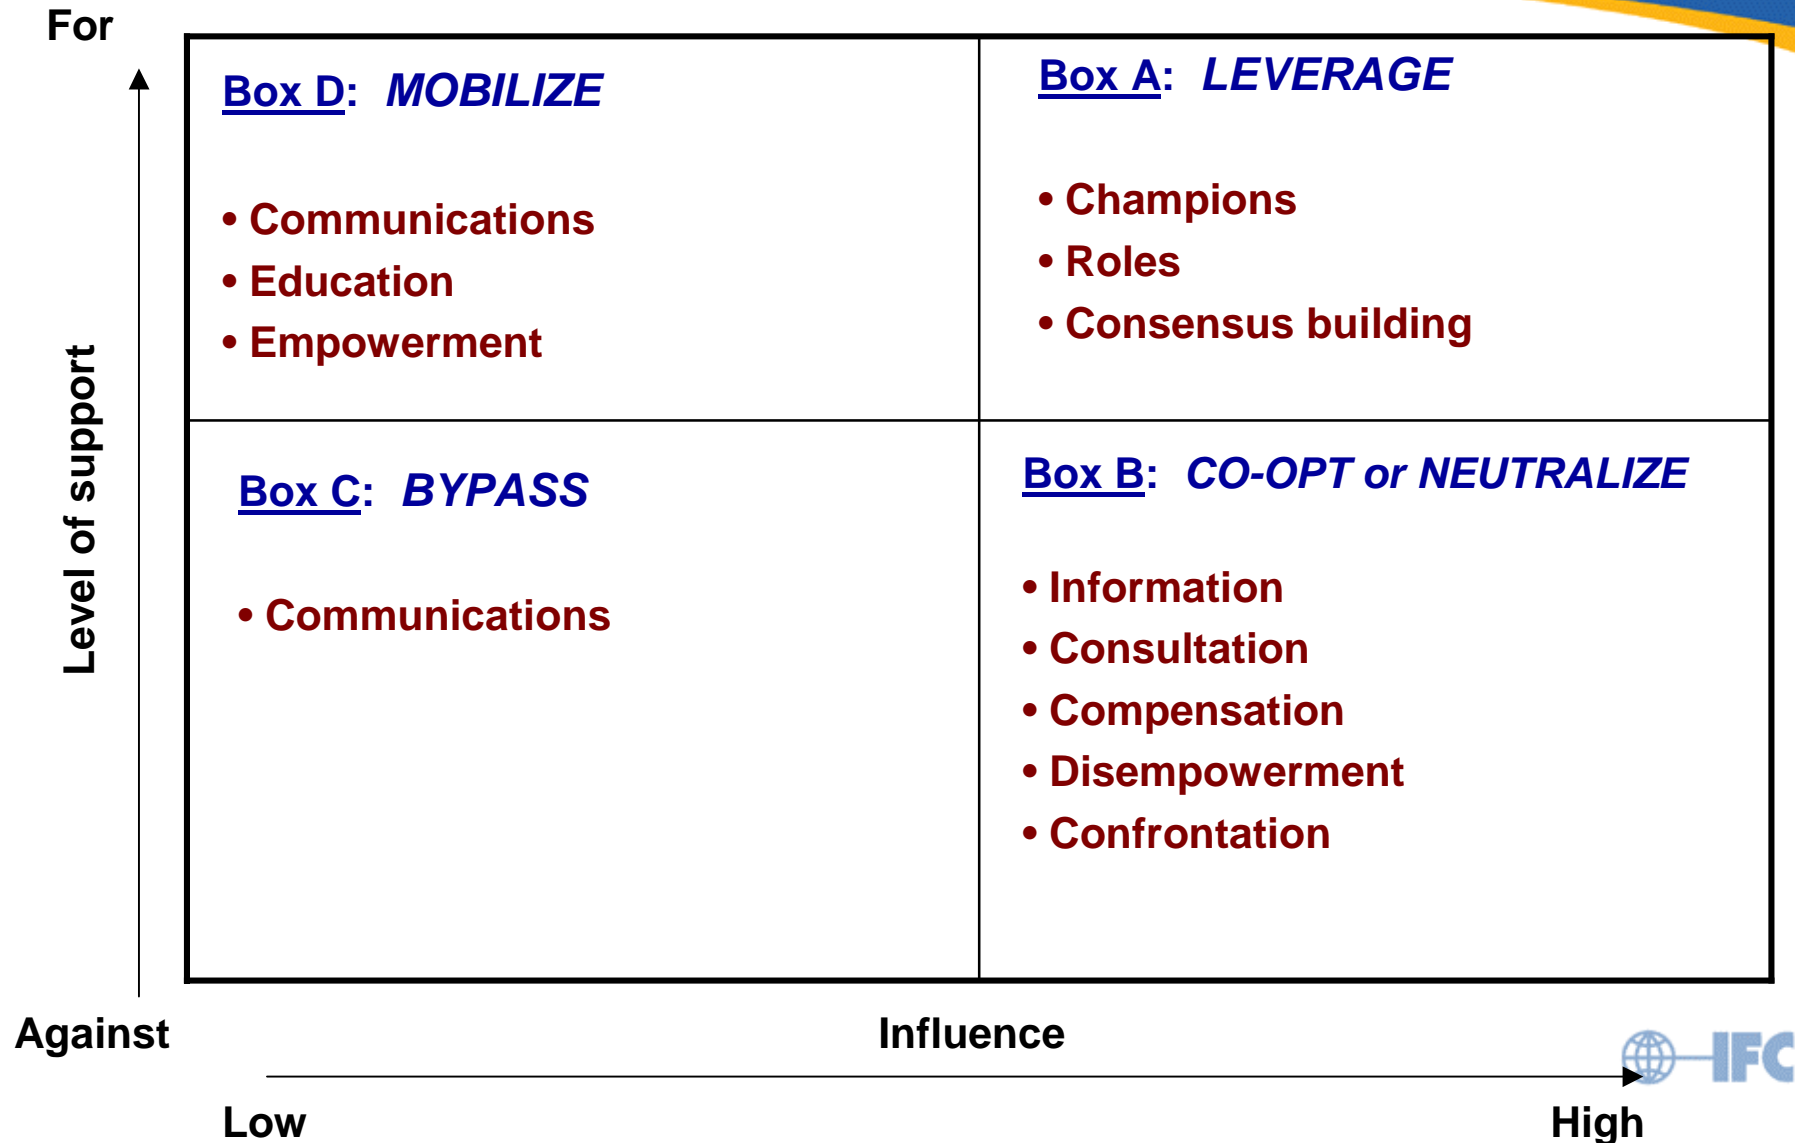 For
Box D: MOBILIZE
• Communications
• Education
• Empowerment
Box A: LEVERAGE
• Champions
• Roles
• Consensus building
Level of support
Box C: BYPASS
• Communications
Box B: CO-OPT or NEUTRALIZE
• Information
• Consultation
• Compensation
• Disempowerment
• Confrontation
Against
Influence
IFC
Low
High